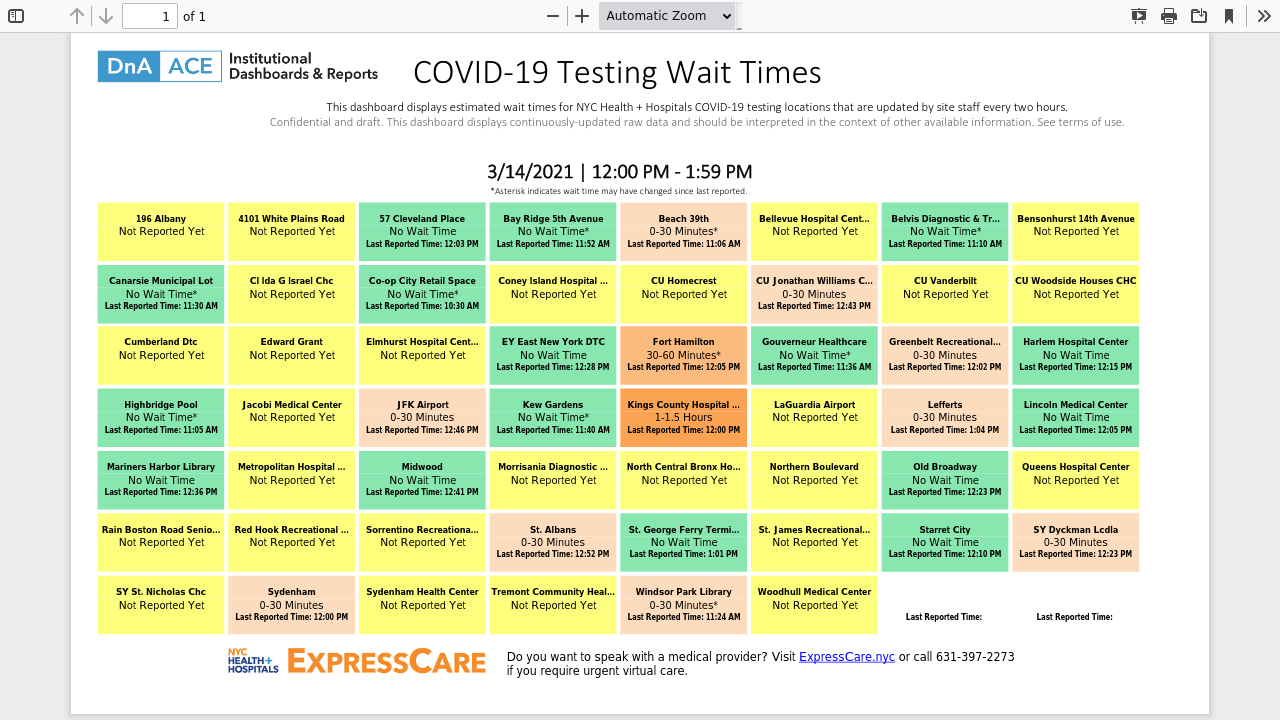 1 of 1 Automatic Zoom
DnA ACE Institutional Dashboards & Reports
COVID-19 Testing Wait Times
This dashboard displays estimated wait times for NYC Health + Hospitals COVID-19 testing locations that are updated by site staff every two hours.
Confidential and draft. This dashboard displays continuously-updated raw data and should be interpreted in the context of other available information. See terms of use.
3/14/2021 | 12:00 PM - 1:59 PM
*Asterisk indicates wait time may have changed since last reported.
196 Albany
Not Reported Yet
4101 White Plains Road
Not Reported Yet
57 Cleveland Place
No Wait Time
Last Reported Time: 12:03 PM
Bay Ridge 5th Avenue
No Wait Time*
Last Reported Time: 11:52 AM
Beach 39th
0-30 Minutes*
Last Reported Time: 11:06 AM
Bellevue Hospital Cent...
Not Reported Yet
Belvis Diagnostic & Tr...
No Wait Time*
Last Reported Time: 11:10 AM
Bensonhurst 14th Avenue
Not Reported Yet
Canarsie Municipal Lot
No Wait Time*
Last Reported Time: 11:30 AM
Cl Ida G Israel Chc
Not Reported Yet
Co-op City Retail Space
No Wait Time*
Last Reported Time: 10:30 AM
Coney Island Hospital ...
Not Reported Yet
CU Homecrest
Not Reported Yet
CU Jonathan Williams C...
0-30 Minutes
Last Reported Time: 12:43 PM
CU Vanderbilt
Not Reported Yet
CU Woodside Houses CHC
Not Reported Yet
Cumberland Dtc
Not Reported Yet
Edward Grant
Not Reported Yet
Elmhurst Hospital Cent...
Not Reported Yet
EY East New York DTC
No Wait Time
Last Reported Time: 12:28 PM
Fort Hamilton
30-60 Minutes*
Last Reported Time: 12:05 PM
Gouverneur Healthcare
No Wait Time*
Last Reported Time: 11:36 AM
Greenbelt Recreational...
0-30 Minutes
Last Reported Time: 12:02 PM
Harlem Hospital Center
No Wait Time
Last Reported Time: 12:15 PM
Highbridge Pool
No Wait Time*
Last Reported Time: 11:05 AM
Jacobi Medical Center
Not Reported Yet
JFK Airport
0-30 Minutes
Last Reported Time: 12:46 PM
Kew Gardens
No Wait Time*
Last Reported Time: 11:40 AM
Kings County Hospital ...
1-1.5 Hours
Last Reported Time: 12:00 PM
LaGuardia Airport
Not Reported Yet
Lefferts
0-30 Minutes
Last Reported Time: 1:04 PM
Lincoln Medical Center
No Wait Time
Last Reported Time: 12:05 PM
Mariners Harbor Library
No Wait Time
Last Reported Time: 12:36 PM
Metropolitan Hospital ...
Not Reported Yet
Midwood
No Wait Time
Last Reported Time: 12:41 PM
Morrisania Diagnostic ...
Not Reported Yet
North Central Bronx Ho...
Not Reported Yet
Northern Boulevard
Not Reported Yet
Old Broadway
No Wait Time
Last Reported Time: 12:23 PM
Queens Hospital Center
Not Reported Yet
Rain Boston Road Senio...
Not Reported Yet
Red Hook Recreational ...
Not Reported Yet
Sorrentino Recreationa...
Not Reported Yet
St. Albans
0-30 Minutes
Last Reported Time: 12:52 PM
St. George Ferry Termi...
No Wait Time
Last Reported Time: 1:01 PM
St. James Recreational...
Not Reported Yet
Starret City
No Wait Time
Last Reported Time: 12:10 PM
SY Dyckman Lcdla
0-30 Minutes
Last Reported Time: 12:23 PM
SY St. Nicholas Chc
Not Reported Yet
Sydenham
0-30 Minutes
Last Reported Time: 12:00 PM
Sydenham Health Center
Not Reported Yet
Tremont Community Heal...
Not Reported Yet
Windsor Park Library
0-30 Minutes*
Last Reported Time: 11:24 AM
Woodhull Medical Center
Not Reported Yet
Last Reported Time:
Last Reported Time:
NYC HEALTH+ HOSPITALS
EXPRESSCARE
Do you want to speak with a medical provider? Visit ExpressCare.nyc or call 631-397-2273
if you require urgent virtual care.